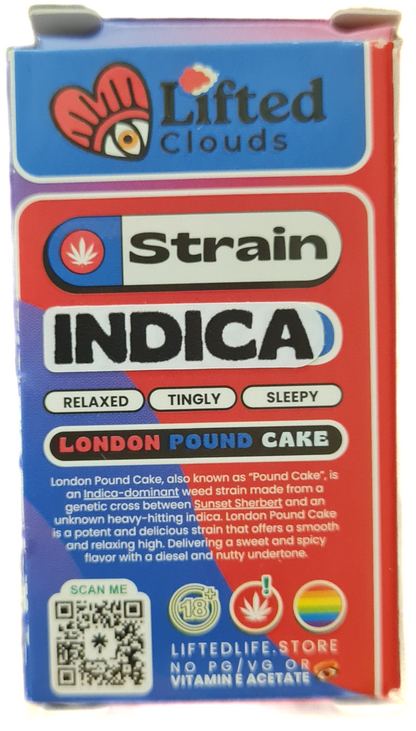 Lifted
Clouds
Strain
INDICA
RELAXED TINGLY SLEEPY
LONDON POUND CAKE
London Pound Cake, also known as “Pound Cake”, is
an Indica-dominant weed strain made from a
genetic cross between Sunset Sherbert and an
unknown heavy-hitting indica. London Pound Cake
is a potent and delicious strain that offers a smooth
and relaxing high. Delivering a sweet and spicy
flavor with a diesel and nutty undertone.
SCAN ME
18+
!
LIFTEDLIFE.STORE
NO PG/VG OR
VITAMIN E ACETATE